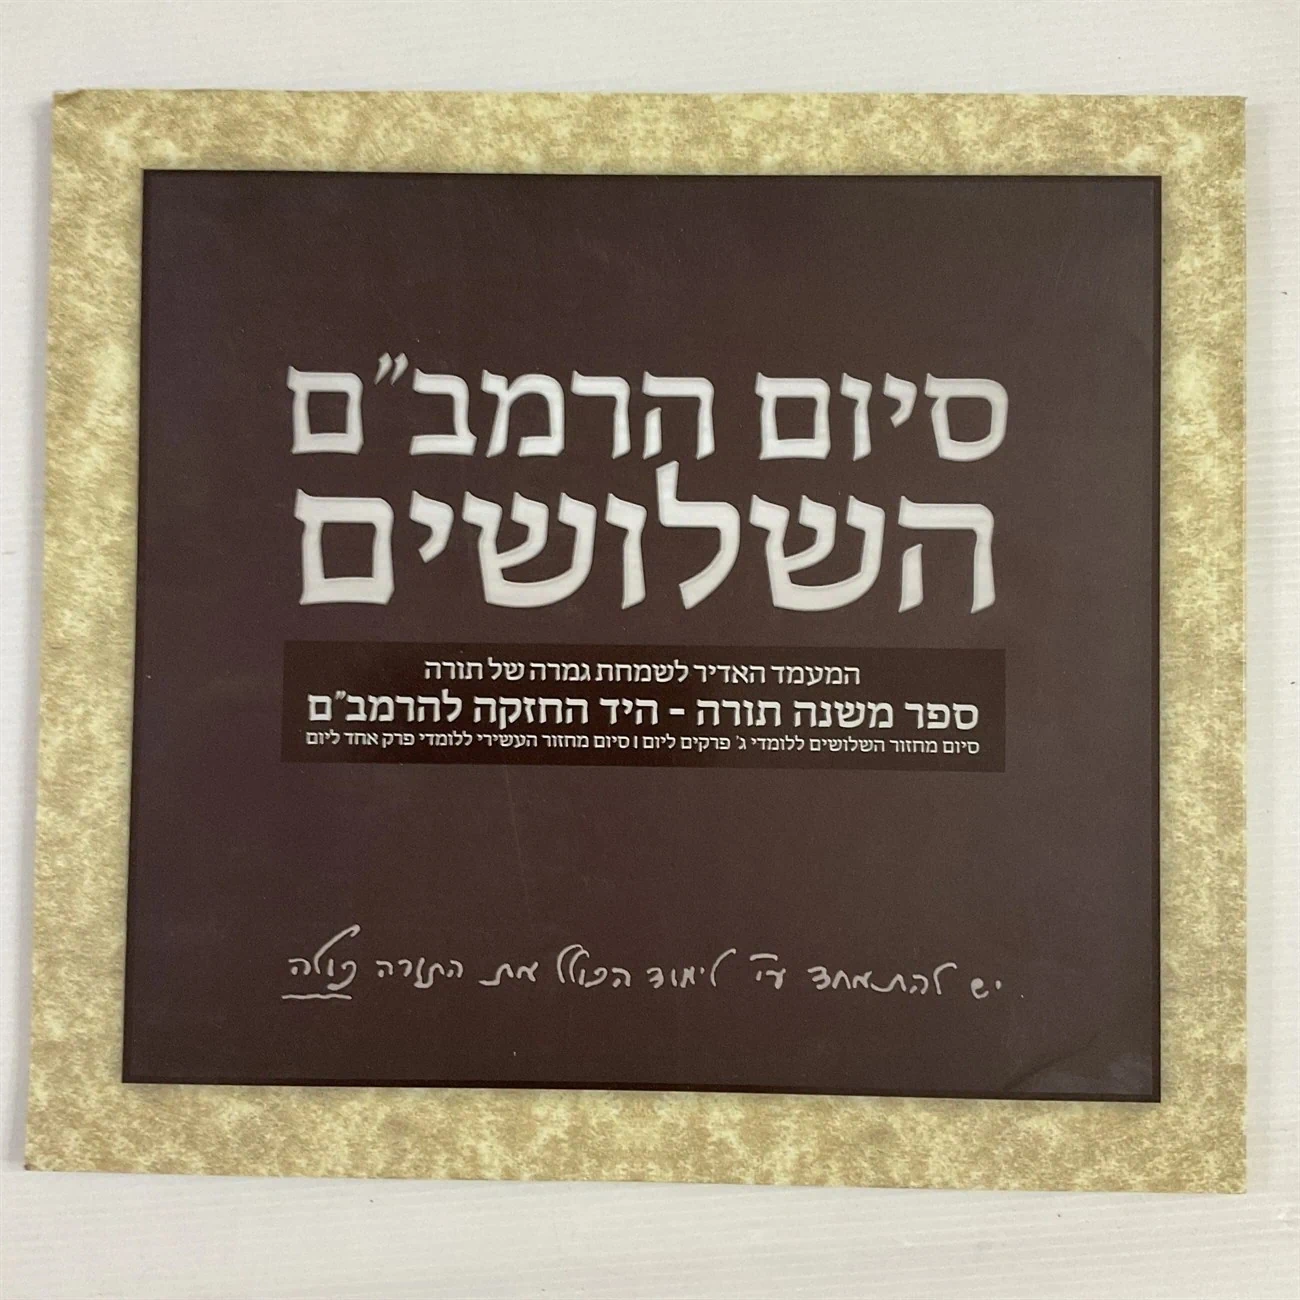 סיום הרמב"ם
השלושים
המעמד האדיר לשמחת גמרה של תורה
ספר משנה תורה - היד החזקה להרמב"ם
סיום מחזור השלושים ללומדי ג' פרקים ליום | סיום מחזור העשירי ללומדי פרק אחד ליום
יש להתמחד ע"י לימוד הכולל את התורה כולה